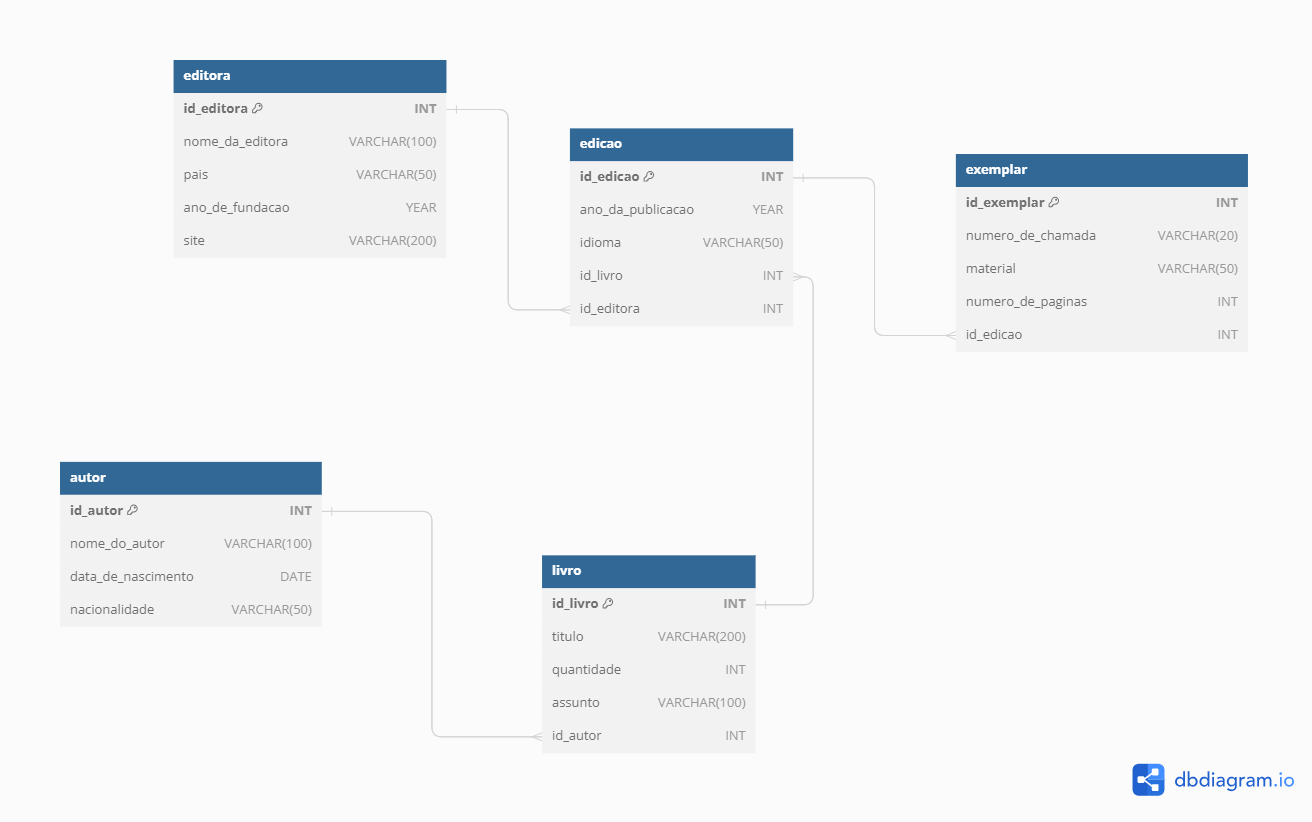 editora
id_editora INT
nome_da_editora VARCHAR(100)
pais VARCHAR(50)
ano_de_fundacao YEAR
site VARCHAR(200)
edicao
id_edicao INT
ano_da_publicacao YEAR
idioma VARCHAR(50)
id_livro INT
id_editora INT
exemplar
id_exemplar INT
numero_de_chamada VARCHAR(20)
material VARCHAR(50)
numero_de_paginas INT
id_edicao INT
autor
id_autor INT
nome_do_autor VARCHAR(100)
data_de_nascimento DATE
nacionalidade VARCHAR(50)
livro
id_livro INT
titulo VARCHAR(200)
quantidade INT
assunto VARCHAR(100)
id_autor INT
dbdiagram.io